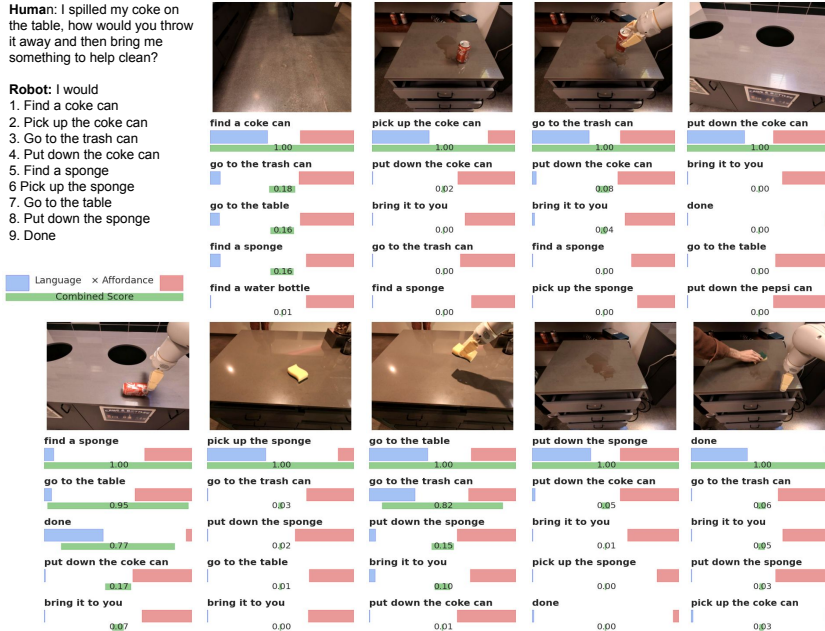 Human: I spilled my coke on
the table, how would you throw
it away and then bring me
something to help clean?
Robot: I would
1. Find a coke can
2. Pick up the coke can
3. Go to the trash can
4. Put down the coke can
5. Find a sponge
6 Pick up the sponge
7. Go to the table
8. Put down the sponge
9. Done
Language × Affordance
Combined Score
find a coke can
1.00
go to the trash can
0.18
go to the table
0.16
find a sponge
0.16
find a water bottle
0.01
pick up the coke can
1.00
put down the coke can
0.02
bring it to you
0.00
go to the trash can
0.00
find a sponge
0.00
go to the trash can
1.00
put down the coke can
0.08
bring it to you
0.04
find a sponge
0.00
pick up the sponge
0.00
put down the coke can
1.00
bring it to you
0.00
done
0.00
go to the table
0.00
put down the pepsi can
0.00
find a sponge
1.00
go to the table
0.95
done
0.77
put down the coke can
0.17
bring it to you
0.07
pick up the sponge
1.00
go to the trash can
0.03
put down the sponge
0.02
go to the table
0.01
bring it to you
0.00
go to the table
1.00
go to the trash can
0.82
put down the sponge
0.15
bring it to you
0.10
put down the coke can
0.01
put down the sponge
1.00
put down the coke can
0.05
bring it to you
0.01
pick up the sponge
0.00
done
0.00
done
1.00
go to the trash can
0.06
bring it to you
0.05
put down the sponge
0.03
pick up the coke can
0.03